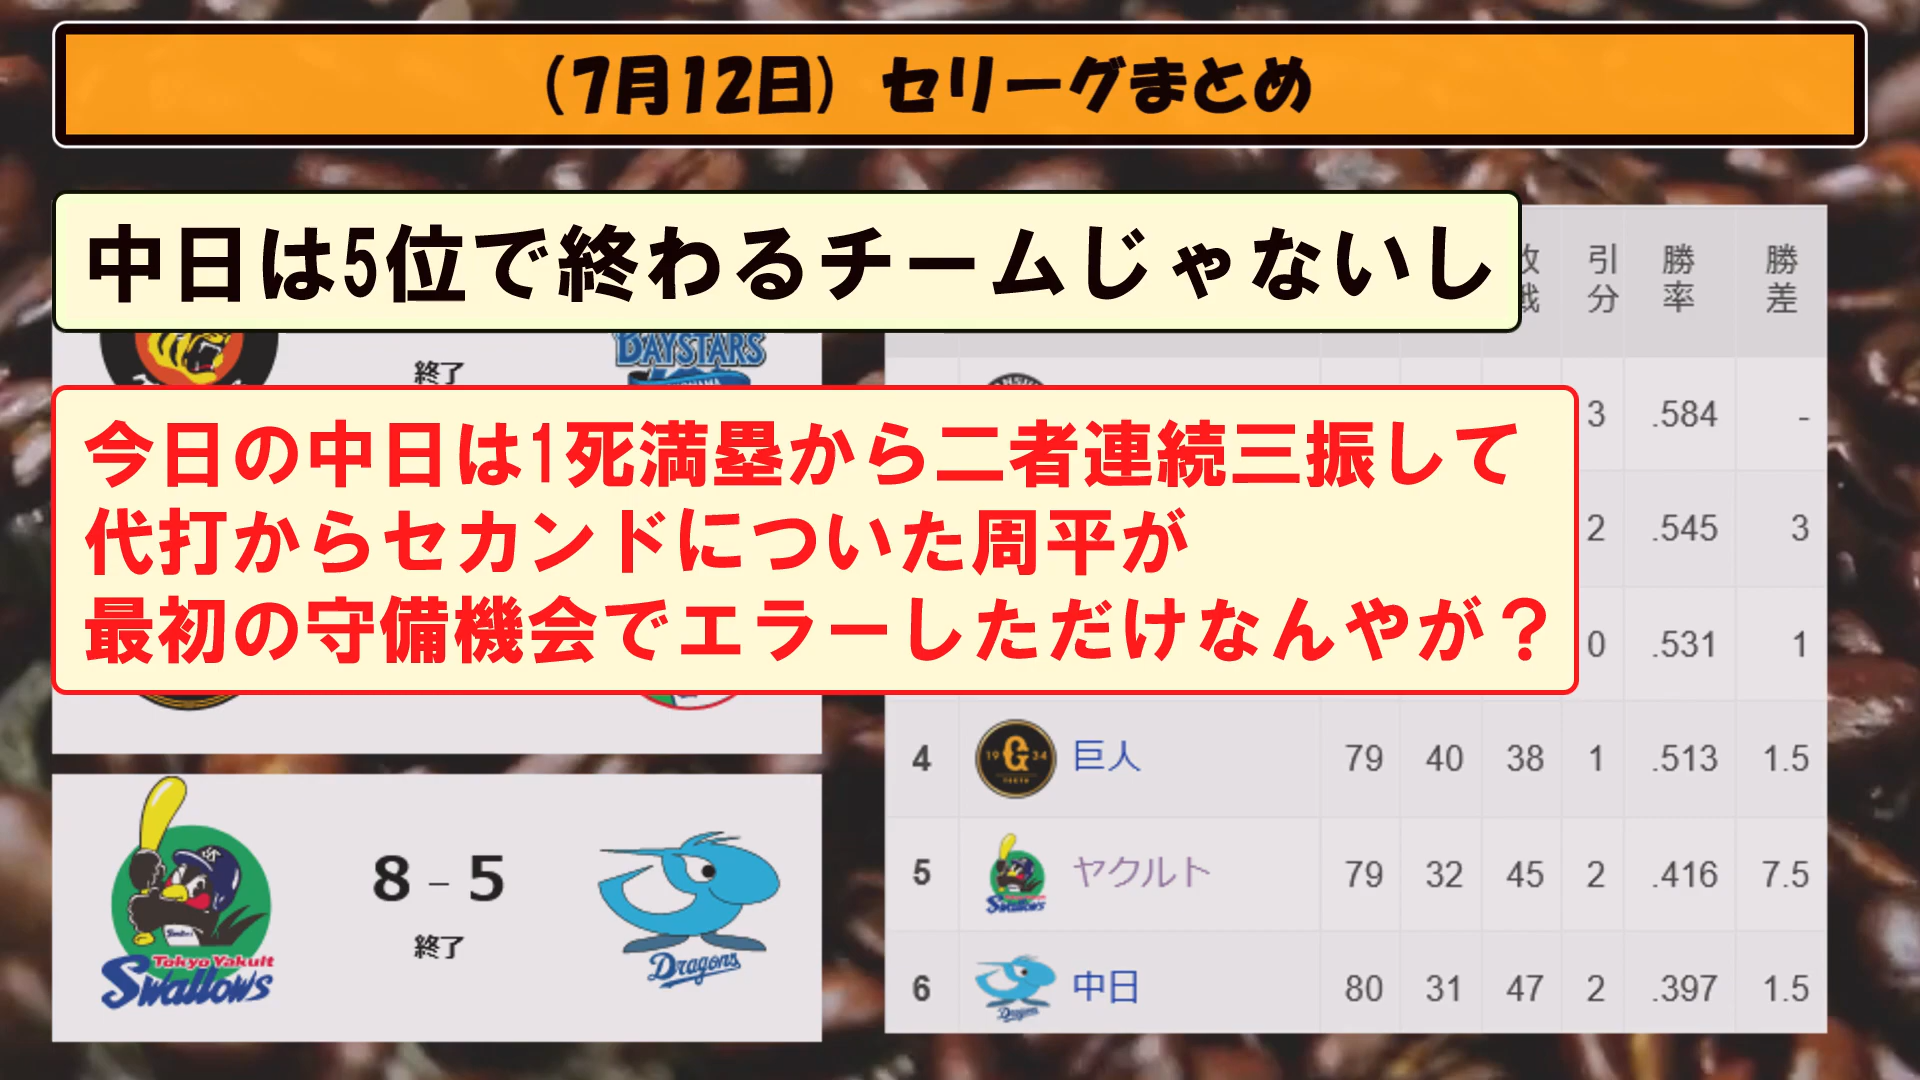 (7月12日) セリーグまとめ
中日は5位で終わるチームじゃないし
引分 勝率 勝差
BAYSTARS
終了
今日の中日は1死満塁から二者連続三振して
代打からセカンドについた周平が
最初の守備機会でエラーしただけなんやが？
3 .584 -
2 .545 3
0 .531 1
4 1934 G 巨人 79 40 38 1 .513 1.5
5 Swallows ヤクルト 79 32 45 2 .416 7.5
6 Dragons 中日 80 31 47 2 .397 1.5
8 - 5
終了
Tokyo Yakult
Swallows
Dragons